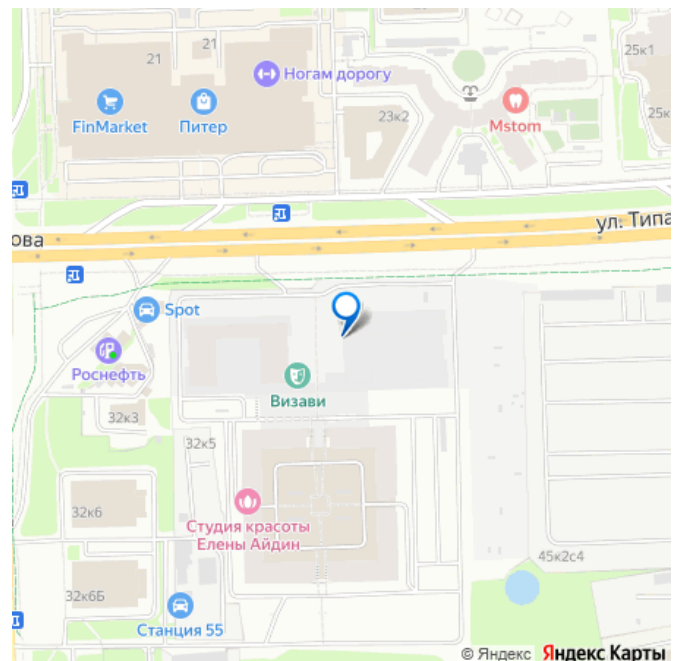 21
21
25к1
Ногам дорогу
FinMarket
Питер
23к2
Mstom
25к
ова
ул. Типа
Spot
Роснефть
Визави
32к3
32к5
32к6
Студия красоты
Елены Айдин
45к2с4
32к6Б
Станция 55
© Яндекс Яндекс Карты